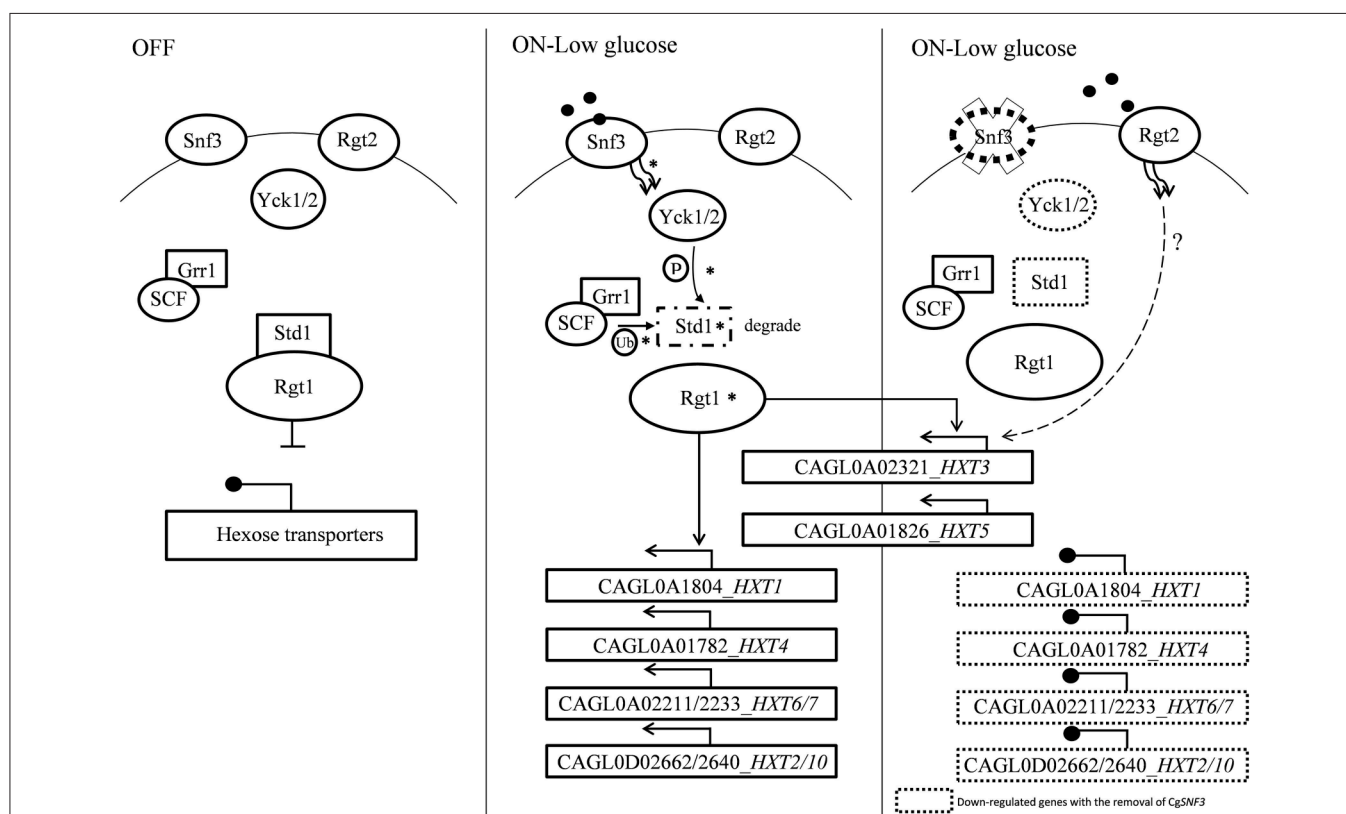 OFF
Snf3
Rgt2
Yck1/2
Grr1
SCF
Std1
Rgt1
Hexose transporters
ON-Low glucose
Snf3
Rgt2
*
Yck1/2
P
*
Grr1
SCF
Ub
*
Std1*
degrade
Rgt1 *
CAGL0A02321_HXT3
CAGL0A01826_HXT5
CAGL0A1804_HXT1
CAGL0A01782_HXT4
CAGL0A02211/2233_HXT6/7
CAGL0D02662/2640_HXT2/10
ON-Low glucose
Snf3
Rgt2
Yck1/2
?
Grr1
SCF
Std1
Rgt1
CAGL0A1804_HXT1
CAGL0A01782_HXT4
CAGL0A02211/2233_HXT6/7
CAGL0D02662/2640_HXT2/10
Down-regulated genes with the removal of CgSNF3